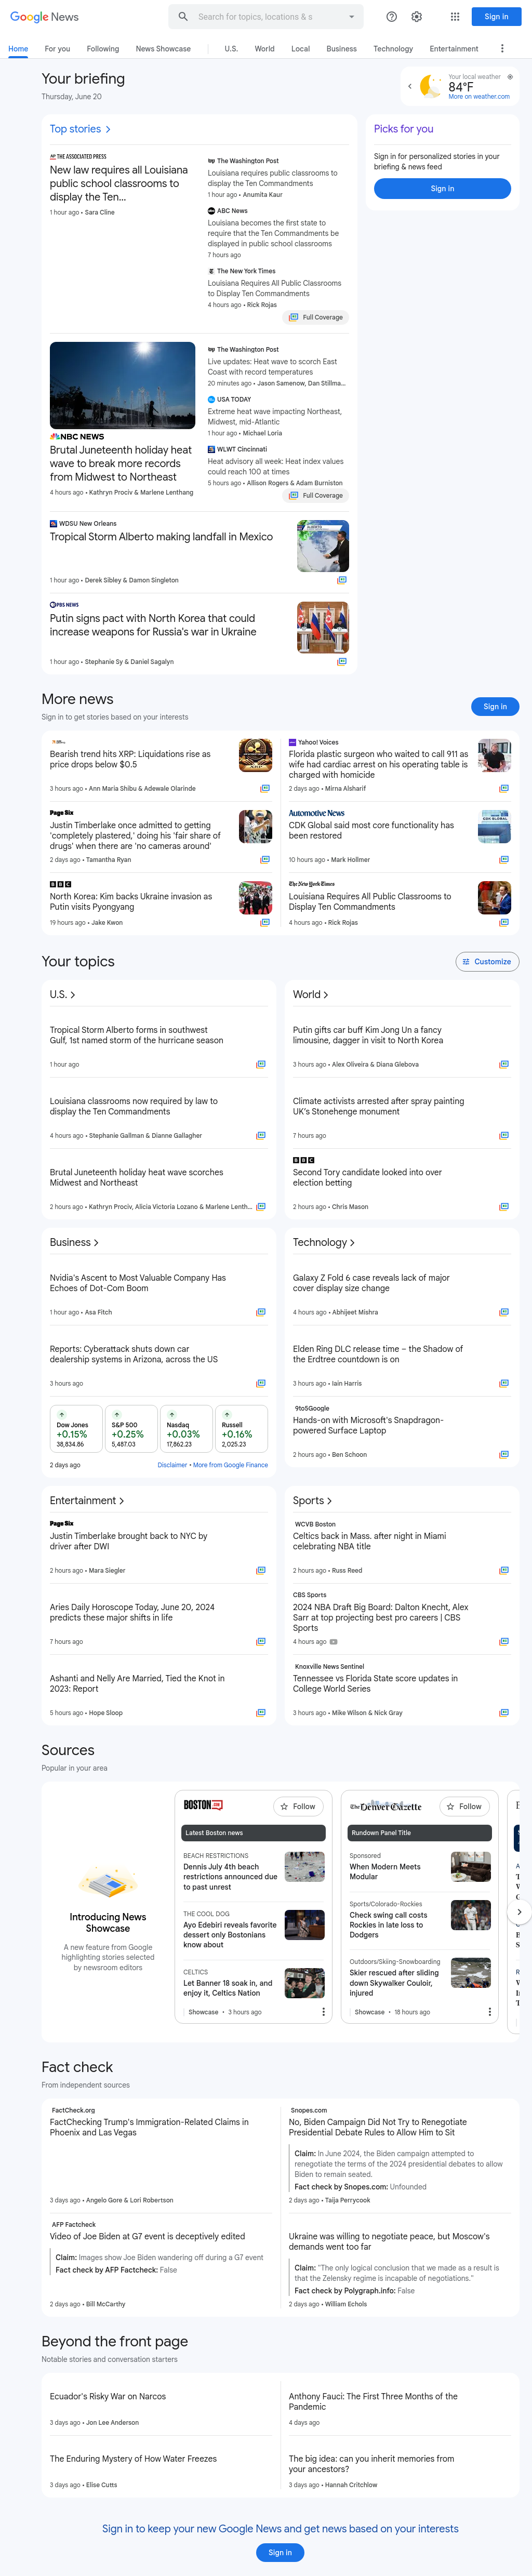 Google News
Search for topics, locations & s
Sign in
Home
For you
Following
News Showcase
U.S.
World
Local
Business
Technology
Entertainment
Your briefing
Thursday, June 20
Your local weather
84°F
More on weather.com
Top stories
THE ASSOCIATED PRESS
New law requires all Louisiana
public school classrooms to
display the Ten...
1 hour ago • Sara Cline
The Washington Post
Louisiana requires public classrooms to
display the Ten Commandments
1 hour ago • Anumita Kaur
ABC News
Louisiana becomes the first state to
require that the Ten Commandments be
displayed in public school classrooms
7 hours ago
The New York Times
Louisiana Requires All Public Classrooms
to Display Ten Commandments
4 hours ago • Rick Rojas
Full Coverage
Picks for you
Sign in for personalized stories in your
briefing & news feed
Sign in
NBC NEWS
Brutal Juneteenth holiday heat
wave to break more records
from Midwest to Northeast
4 hours ago • Kathryn Prociv & Marlene Lenthang
The Washington Post
Live updates: Heat wave to scorch East
Coast with record temperatures
20 minutes ago • Jason Samenow, Dan Stillma...
USA TODAY
Extreme heat wave impacting Northeast,
Midwest, mid-Atlantic
1 hour ago • Michael Loria
WLWT Cincinnati
Heat advisory all week: Heat index values
could reach 100 at times
5 hours ago • Allison Rogers & Adam Burniston
Full Coverage
WDSU New Orleans
Tropical Storm Alberto making landfall in Mexico
1 hour ago • Derek Sibley & Damon Singleton
PBS NEWS
Putin signs pact with North Korea that could
increase weapons for Russia's war in Ukraine
1 hour ago • Stephanie Sy & Daniel Sagalyn
More news
Sign in to get stories based on your interests
Sign in
Bearish trend hits XRP: Liquidations rise as
price drops below $0.5
3 hours ago • Ann Maria Shibu & Adewale Olarinde
Yahoo! Voices
Florida plastic surgeon who waited to call 911 as
wife had cardiac arrest on his operating table is
charged with homicide
2 days ago • Mirna Alsharif
Page Six
Justin Timberlake once admitted to getting
'completely plastered,' doing his 'fair share of
drugs' when there are 'no cameras around'
2 days ago • Tamantha Ryan
Automotive News
CDK Global said most core functionality has
been restored
10 hours ago • Mark Hollmer
BBC
North Korea: Kim backs Ukraine invasion as
Putin visits Pyongyang
19 hours ago • Jake Kwon
The New York Times
Louisiana Requires All Public Classrooms to
Display Ten Commandments
4 hours ago • Rick Rojas
Your topics
Customize
U.S.
Tropical Storm Alberto forms in southwest
Gulf, 1st named storm of the hurricane season
1 hour ago
Louisiana classrooms now required by law to
display the Ten Commandments
4 hours ago • Stephanie Gallman & Dianne Gallagher
Brutal Juneteenth holiday heat wave scorches
Midwest and Northeast
2 hours ago • Kathryn Prociv, Alicia Victoria Lozano & Marlene Lenth...
World
Putin gifts car buff Kim Jong Un a fancy
limousine, dagger in visit to North Korea
3 hours ago • Alex Oliveira & Diana Glebova
Climate activists arrested after spray painting
UK's Stonehenge monument
7 hours ago
BBC
Second Tory candidate looked into over
election betting
2 hours ago • Chris Mason
Business
Nvidia's Ascent to Most Valuable Company Has
Echoes of Dot-Com Boom
1 hour ago • Asa Fitch
Reports: Cyberattack shuts down car
dealership systems in Arizona, across the US
3 hours ago
Dow Jones
+0.15%
38,834.86
S&P 500
+0.25%
5,487.03
Nasdaq
+0.03%
17,862.23
Russell
+0.16%
2,025.23
2 days ago
Disclaimer • More from Google Finance
Technology
Galaxy Z Fold 6 case reveals lack of major
cover display size change
4 hours ago • Abhijeet Mishra
Elden Ring DLC release time – the Shadow of
the Erdtree countdown is on
3 hours ago • Iain Harris
9to5Google
Hands-on with Microsoft's Snapdragon-
powered Surface Laptop
2 hours ago • Ben Schoon
Entertainment
Page Six
Justin Timberlake brought back to NYC by
driver after DWI
2 hours ago • Mara Siegler
Aries Daily Horoscope Today, June 20, 2024
predicts these major shifts in life
7 hours ago
Ashanti and Nelly Are Married, Tied the Knot in
2023: Report
5 hours ago • Hope Sloop
Sports
WCVB Boston
Celtics back in Mass. after night in Miami
celebrating NBA title
2 hours ago • Russ Reed
CBS Sports
2024 NBA Draft Big Board: Dalton Knecht, Alex
Sarr at top projecting best pro careers | CBS
Sports
4 hours ago
Knoxville News Sentinel
Tennessee vs Florida State score updates in
College World Series
3 hours ago • Mike Wilson & Nick Gray
Sources
Popular in your area
Introducing News
Showcase
A new feature from Google
highlighting stories selected
by newsroom editors
BOSTON
Follow
Latest Boston news
BEACH RESTRICTIONS
Dennis July 4th beach
restrictions announced due
to past unrest
THE COOL DOG
Ayo Edebiri reveals favorite
dessert only Bostonians
know about
CELTICS
Let Banner 18 soak in, and
enjoy it, Celtics Nation
Showcase • 3 hours ago
The Denver Gazette
Follow
Rundown Panel Title
Sponsored
When Modern Meets
Modular
Sports/Colorado-Rockies
Check swing call costs
Rockies in late loss to
Dodgers
Outdoors/Skiing-Snowboarding
Skier rescued after sliding
down Skywalker Couloir,
injured
Showcase • 18 hours ago
Fact check
From independent sources
FactCheck.org
FactChecking Trump's Immigration-Related Claims in
Phoenix and Las Vegas
3 days ago • Angelo Gore & Lori Robertson
Snopes.com
No, Biden Campaign Did Not Try to Renegotiate
Presidential Debate Rules to Allow Him to Sit
Claim: In June 2024, the Biden campaign attempted to
renegotiate the terms of the 2024 presidential debates to allow
Biden to remain seated.
Fact check by Snopes.com: Unfounded
2 days ago • Taija Perrycook
AFP Factcheck
Video of Joe Biden at G7 event is deceptively edited
Claim: Images show Joe Biden wandering off during a G7 event
Fact check by AFP Factcheck: False
2 days ago • Bill McCarthy
Ukraine was willing to negotiate peace, but Moscow's
demands went too far
Claim: "The only logical conclusion that we made as a result is
that the Zelensky regime is incapable of negotiations."
Fact check by Polygraph.info: False
2 days ago • William Echols
Beyond the front page
Notable stories and conversation starters
Ecuador's Risky War on Narcos
3 days ago • Jon Lee Anderson
Anthony Fauci: The First Three Months of the
Pandemic
4 days ago
The Enduring Mystery of How Water Freezes
3 days ago • Elise Cutts
The big idea: can you inherit memories from
your ancestors?
3 days ago • Hannah Critchlow
Sign in to keep your new Google News and get news based on your interests
Sign in